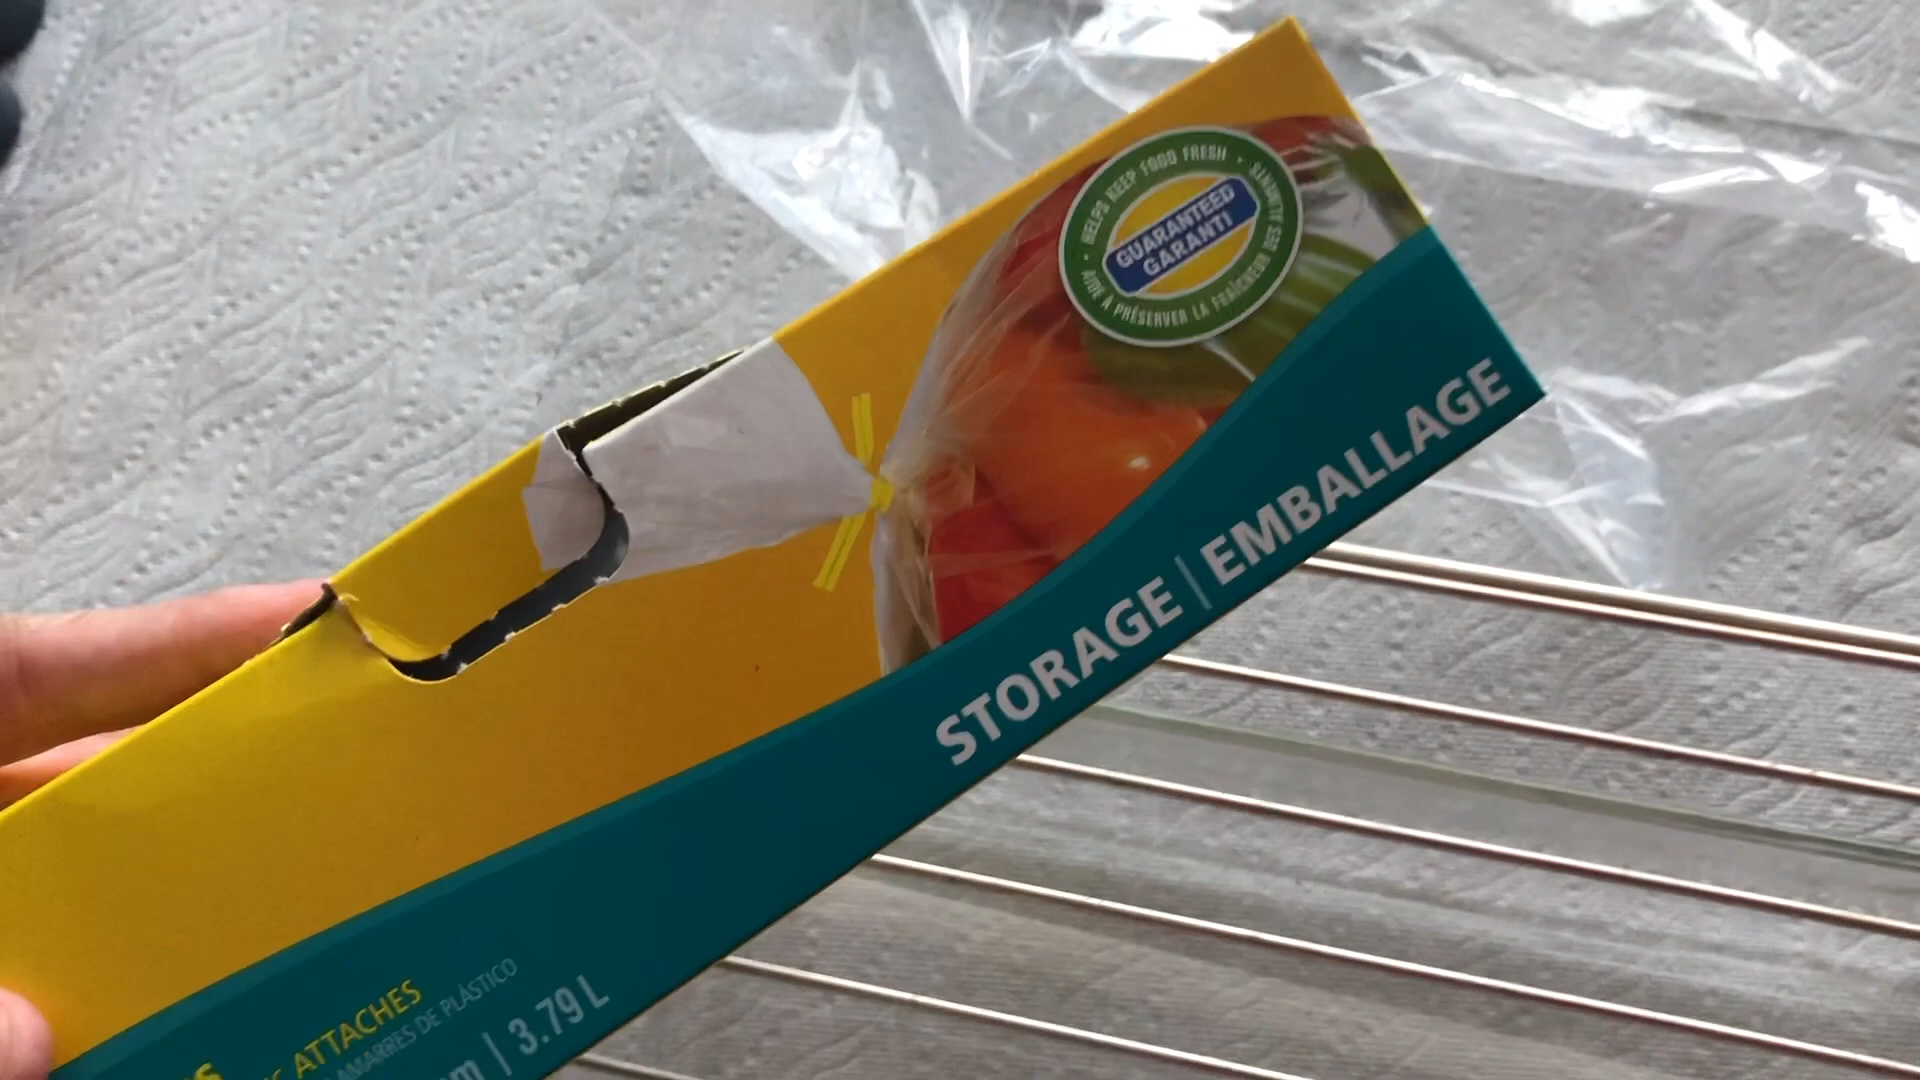 HELPS KEEP FOOD FRESH
AIDE À PRÉSERVER LA FRAÎCHEUR DES ALIMENTS
GUARANTEED
GARANTI
STORAGE | EMBALLAGE
ATTACHES
AMARRES DE PLÁSTICO
| 3.79 L